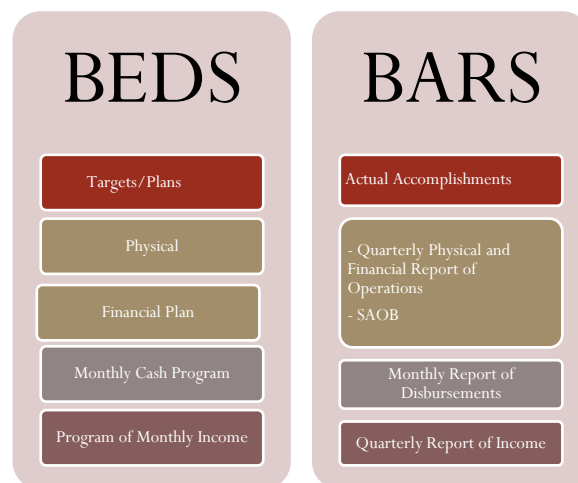 BEDS
Targets/Plans
Physical
Financial Plan
Monthly Cash Program
Program of Monthly Income
BARS
Actual Accomplishments
- Quarterly Physical and
Financial Report of
Operations
- SAOB
Monthly Report of
Disbursements
Quarterly Report of Income